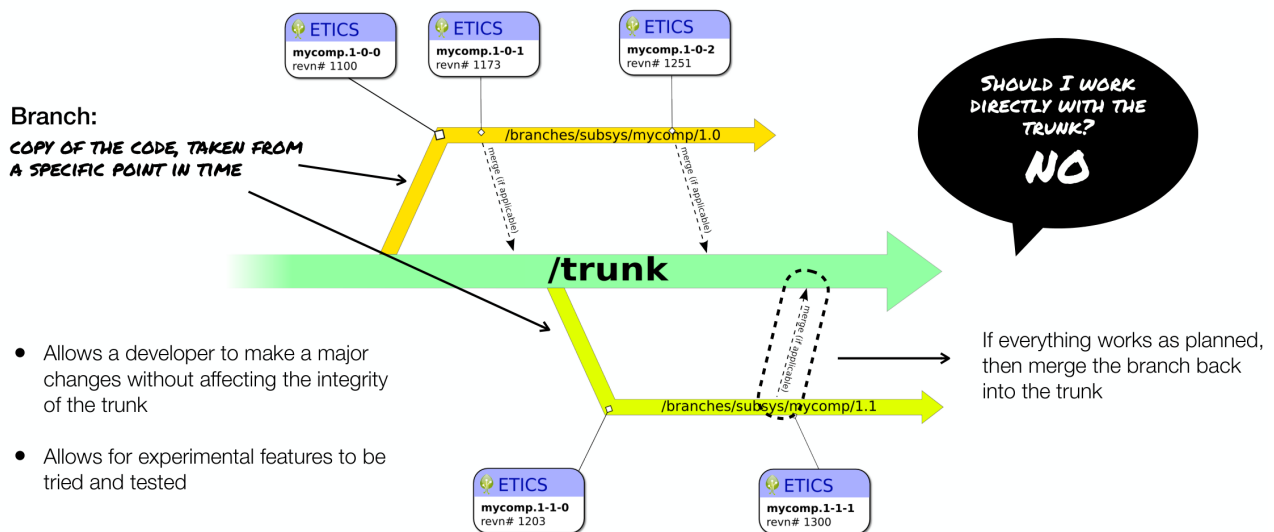 ETICS
mycomp.1-0-0
revn# 1100
ETICS
mycomp.1-0-1
revn# 1173
ETICS
mycomp.1-0-2
revn# 1251
SHOULD I WORK
DIRECTLY WITH THE
TRUNK?
NO
Branch:
COPY OF THE CODE, TAKEN FROM
A SPECIFIC POINT IN TIME
/branches/subsys/mycomp/1.0
merge (if applicable)
merge (if applicable)
/trunk
merge (if applicable)
/branches/subsys/mycomp/1.1
If everything works as planned,
then merge the branch back
into the trunk
• Allows a developer to make a major
changes without affecting the integrity
of the trunk
• Allows for experimental features to be
tried and tested
ETICS
mycomp.1-1-0
revn# 1203
ETICS
mycomp.1-1-1
revn# 1300